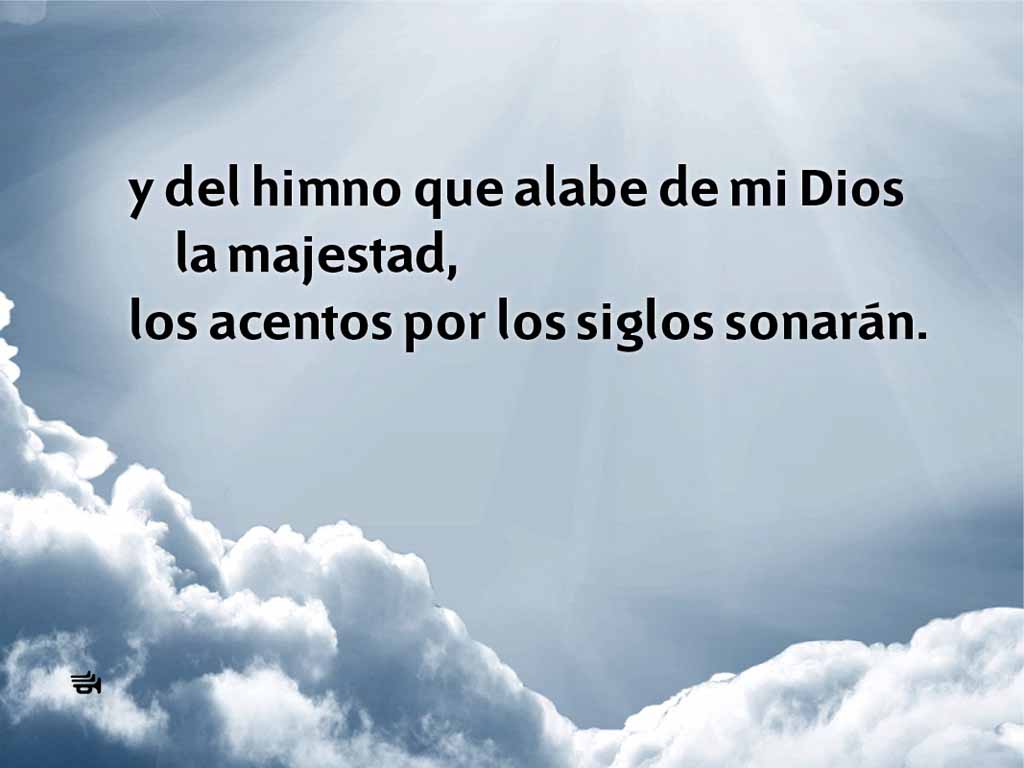 y del himno que alabe de mi Dios
la majestad,
los acentos por los siglos sonarán.